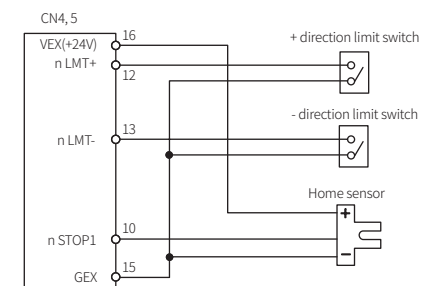 CN4, 5
16
VEX(+24V)
+ direction limit switch
n LMT+
12
- direction limit switch
13
n LMT-
Home sensor
+
10
n STOP1
-
15
GEX